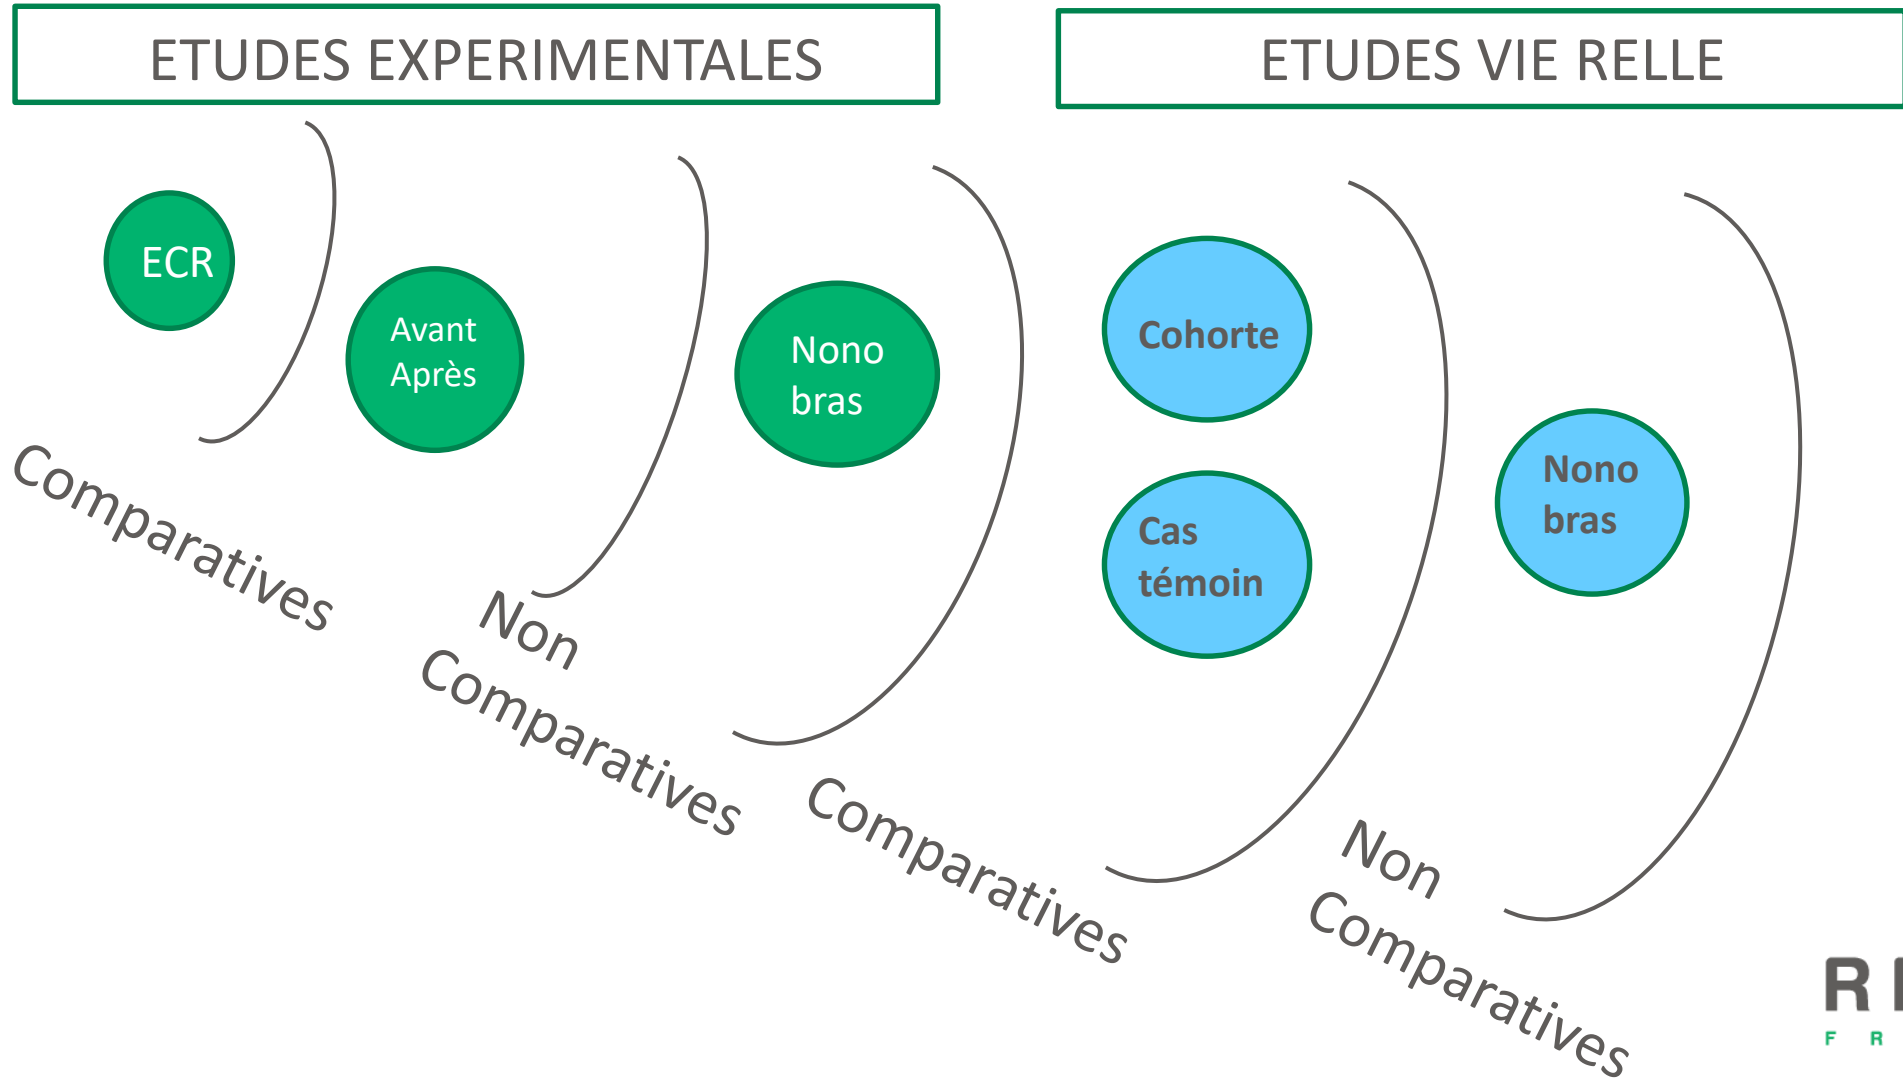 ETUDES EXPERIMENTALES
ETUDES VIE RELLE
ECR
Avant
Après
Nono
bras
Cohorte
Cas
témoin
Nono
bras
Comparatives
Non
Comparatives
Comparatives
Non
Comparatives
R
F R